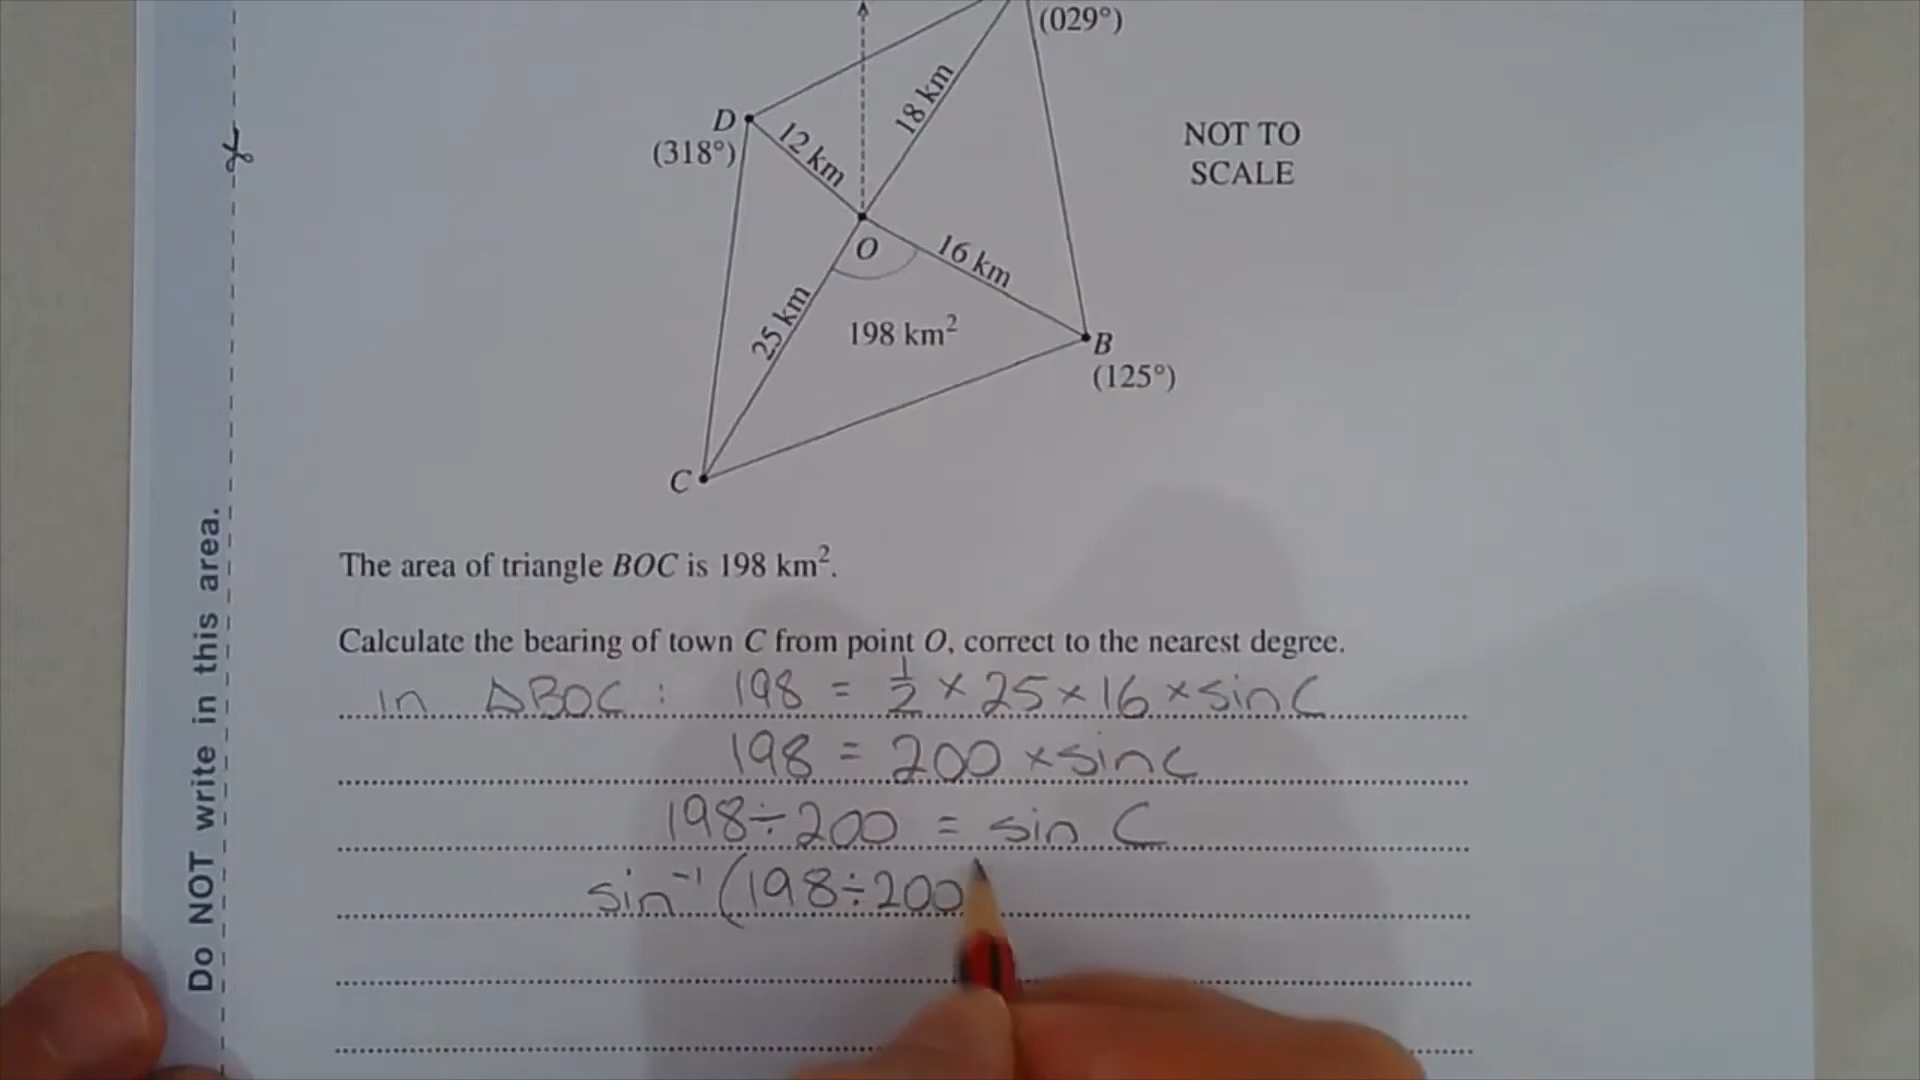 (029°)
18 km
D
(318°)
12 km
NOT TO
SCALE
O
16 km
25 km
198 km²
B
(125°)
C
Do NOT write in this area.
The area of triangle BOC is 198 km².
Calculate the bearing of town C from point O, correct to the nearest degree.
in △BOC : 198 = 1/2 × 25 × 16 × sin C
198 = 200 × sin C
198 ÷ 200 = sin C
sin⁻¹ (198 ÷ 200